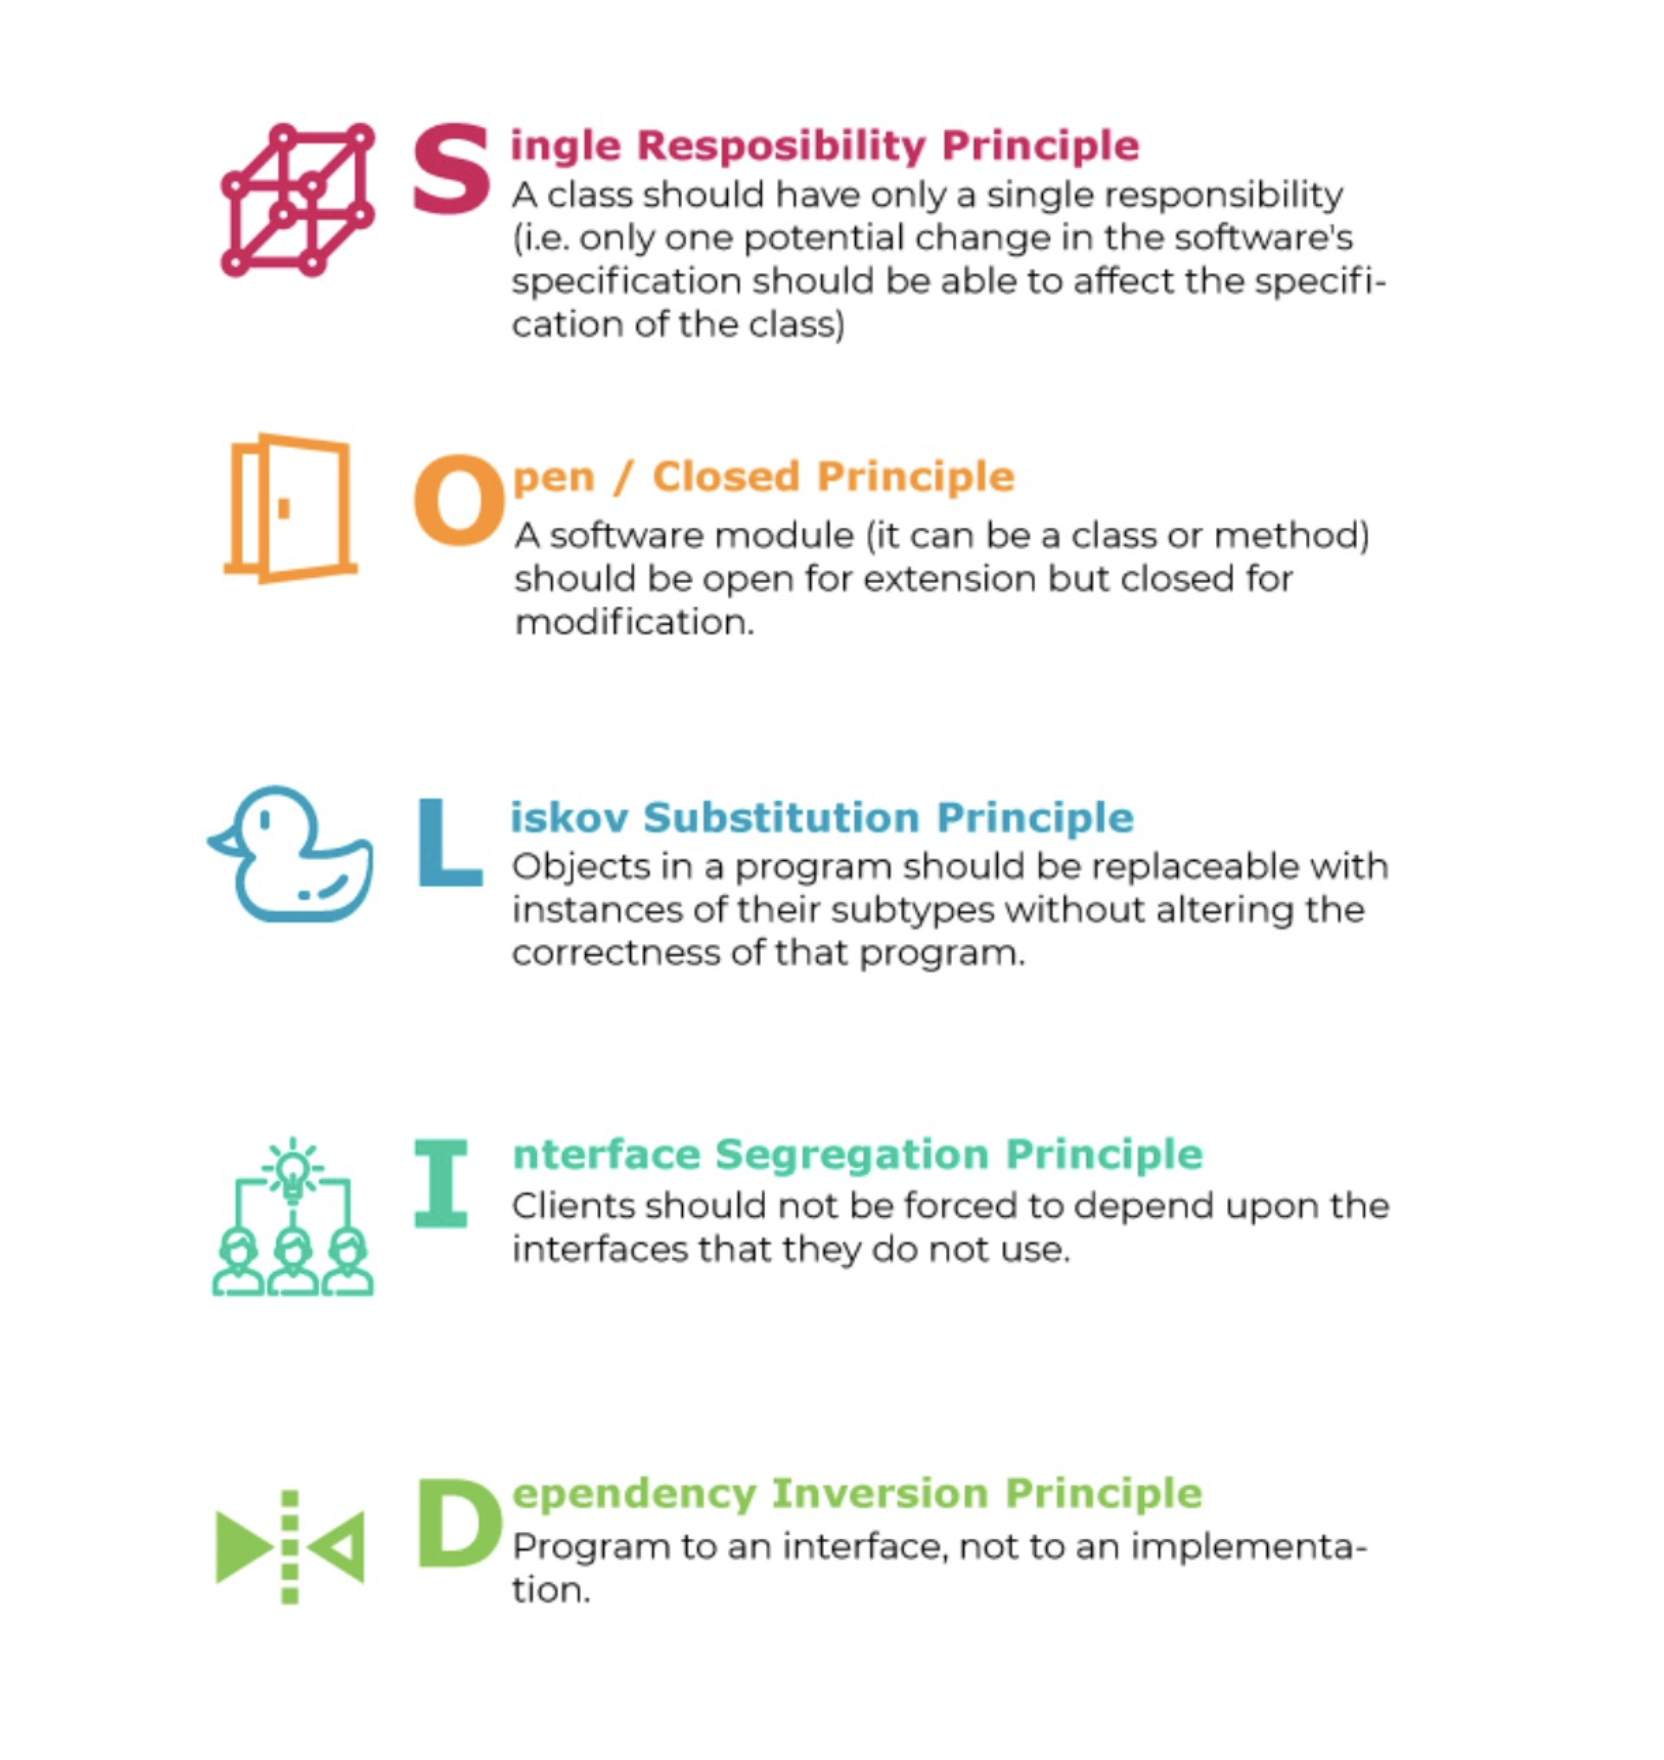 Single Resposibility Principle
A class should have only a single responsibility
(i.e. only one potential change in the software's
specification should be able to affect the specifi-
cation of the class)
Open / Closed Principle
A software module (it can be a class or method)
should be open for extension but closed for
modification.
Liskov Substitution Principle
Objects in a program should be replaceable with
instances of their subtypes without altering the
correctness of that program.
Interface Segregation Principle
Clients should not be forced to depend upon the
interfaces that they do not use.
Dependency Inversion Principle
Program to an interface, not to an implementa-
tion.